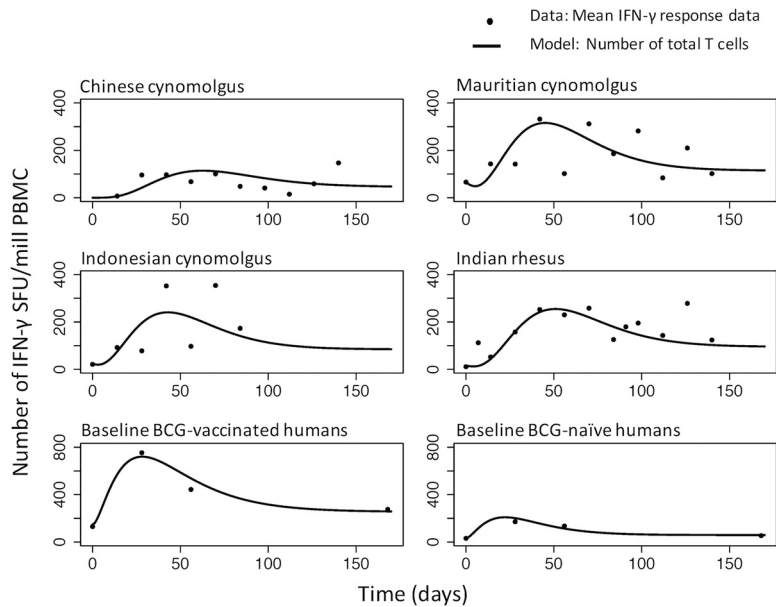 Data: Mean IFN-γ response data
Model: Number of total T cells
Chinese cynomolgus
Mauritian cynomolgus
0 200 400
0 50 100 150
0 200 400
0 50 100 150
Indonesian cynomolgus
Indian rhesus
0 200 400
0 50 100 150
0 200 400
0 50 100 150
Baseline BCG-vaccinated humans
Baseline BCG-naïve humans
0 400 800
0 50 100 150
0 400 800
0 50 100 150
Number of IFN-γ SFU/mill PBMC
Time (days)